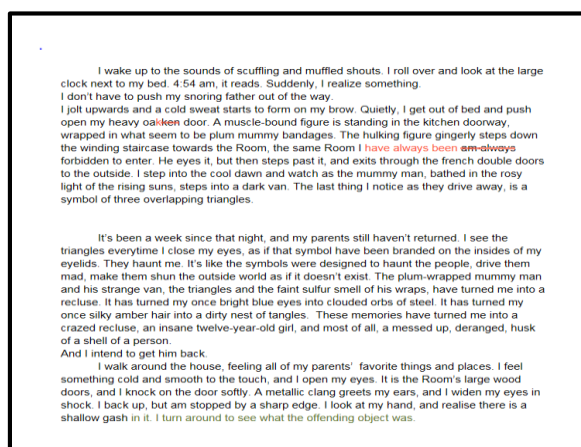 I wake up to the sounds of scuffling and muffled shouts. I roll over and look at the large
clock next to my bed. 4:54 am, it reads. Suddenly, I realize something.
I don't have to push my snoring father out of the way.
I jolt upwards and a cold sweat starts to form on my brow. Quietly, I get out of bed and push
open my heavy oakken door. A muscle-bound figure is standing in the kitchen doorway,
wrapped in what seem to be plum mummy bandages. The hulking figure gingerly steps down
the winding staircase towards the Room, the same Room I have always been am always
forbidden to enter. He eyes it, but then steps past it, and exits through the french double doors
to the outside. I step into the cool dawn and watch as the mummy man, bathed in the rosy
light of the rising suns, steps into a dark van. The last thing I notice as they drive away, is a
symbol of three overlapping triangles.
It's been a week since that night, and my parents still haven't returned. I see the
triangles everytime I close my eyes, as if that symbol have been branded on the insides of my
eyelids. They haunt me. It's like the symbols were designed to haunt the people, drive them
mad, make them shun the outside world as if it doesn't exist. The plum-wrapped mummy man
and his strange van, the triangles and the faint sulfur smell of his wraps, have turned me into a
recluse. It has turned my once bright blue eyes into clouded orbs of steel. It has turned my
once silky amber hair into a dirty nest of tangles. These memories have turned me into a
crazed recluse, an insane twelve-year-old girl, and most of all, a messed up, deranged, husk
of a shell of a person.
And I intend to get him back.
I walk around the house, feeling all of my parents' favorite things and places. I feel
something cold and smooth to the touch, and I open my eyes. It is the Room's large wood
doors, and I knock on the door softly. A metallic clang greets my ears, and I widen my eyes in
shock. I back up, but am stopped by a sharp edge. I look at my hand, and realise there is a
shallow gash in it. I turn around to see what the offending object was.